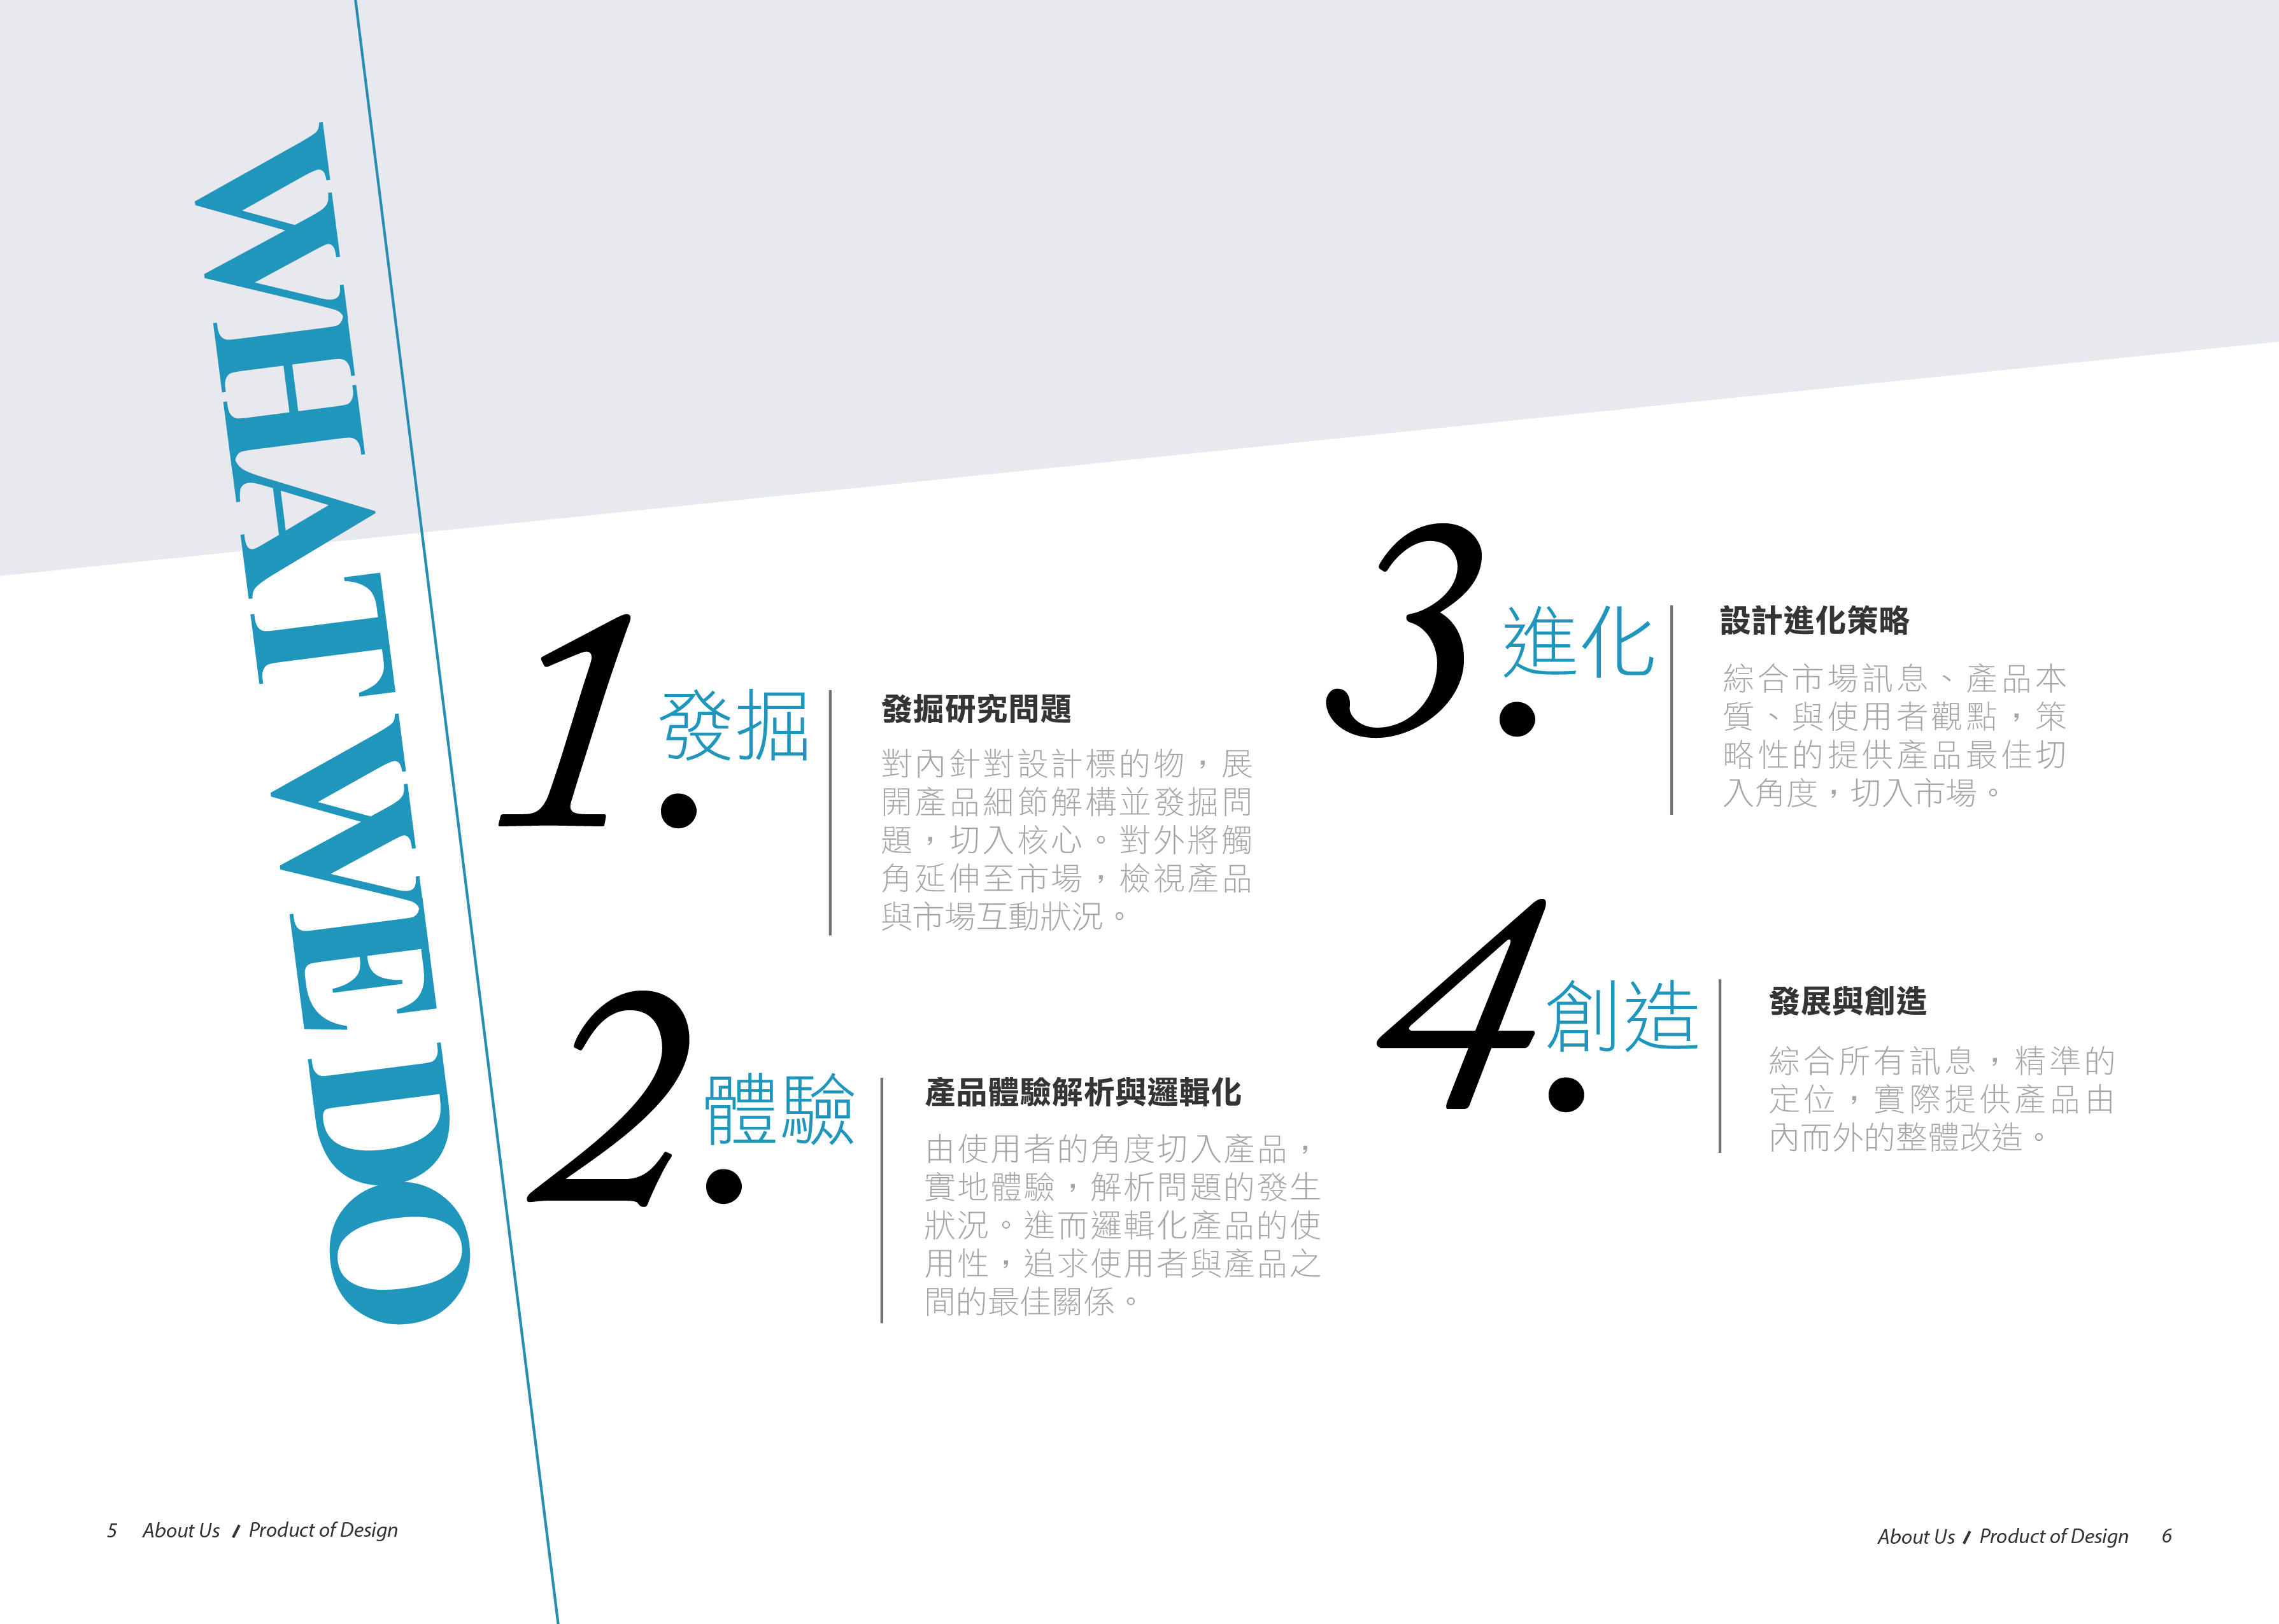 WHAT WE DO
1.
發掘
發掘研究問題
對內針對設計標的物，展
開產品細節解構並發掘問
題，切入核心。對外將觸
角延伸至市場，檢視產品
與市場互動狀況。
2.
體驗
產品體驗解析與邏輯化
由使用者的角度切入產品，
實地體驗，解析問題的發生
狀況。進而邏輯化產品的使
用性，追求使用者與產品之
間的最佳關係。
3.
進化
設計進化策略
綜合市場訊息、產品本
質、與使用者觀點，策
略性的提供產品最佳切
入角度，切入市場。
4.
創造
發展與創造
綜合所有訊息，精準的
定位，實際提供產品由
內而外的整體改造。
5 About Us / Product of Design
About Us / Product of Design 6